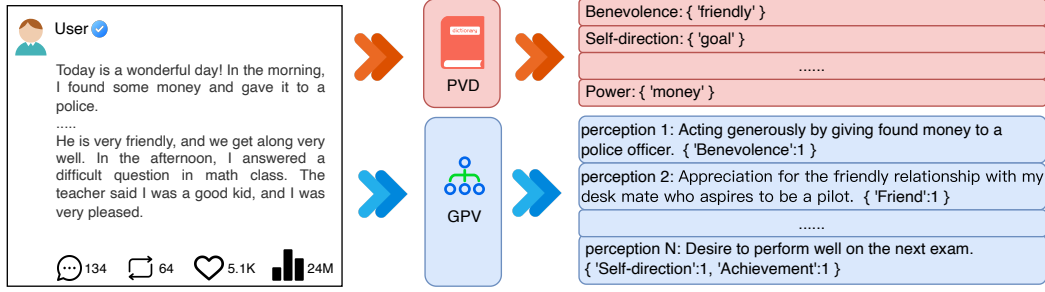 User
Today is a wonderful day! In the morning,
I found some money and gave it to a
police.
.....
He is very friendly, and we get along very
well. In the afternoon, I answered a
difficult question in math class. The
teacher said I was a good kid, and I was
very pleased.
134 64 5.1K 24M
DICTIONARY
PVD
GPV
Benevolence: { 'friendly' }
Self-direction: { 'goal' }
......
Power: { 'money' }
perception 1: Acting generously by giving found money to a
police officer. { 'Benevolence':1 }
perception 2: Appreciation for the friendly relationship with my
desk mate who aspires to be a pilot. { 'Friend':1 }
......
perception N: Desire to perform well on the next exam.
{ 'Self-direction':1, 'Achievement':1 }